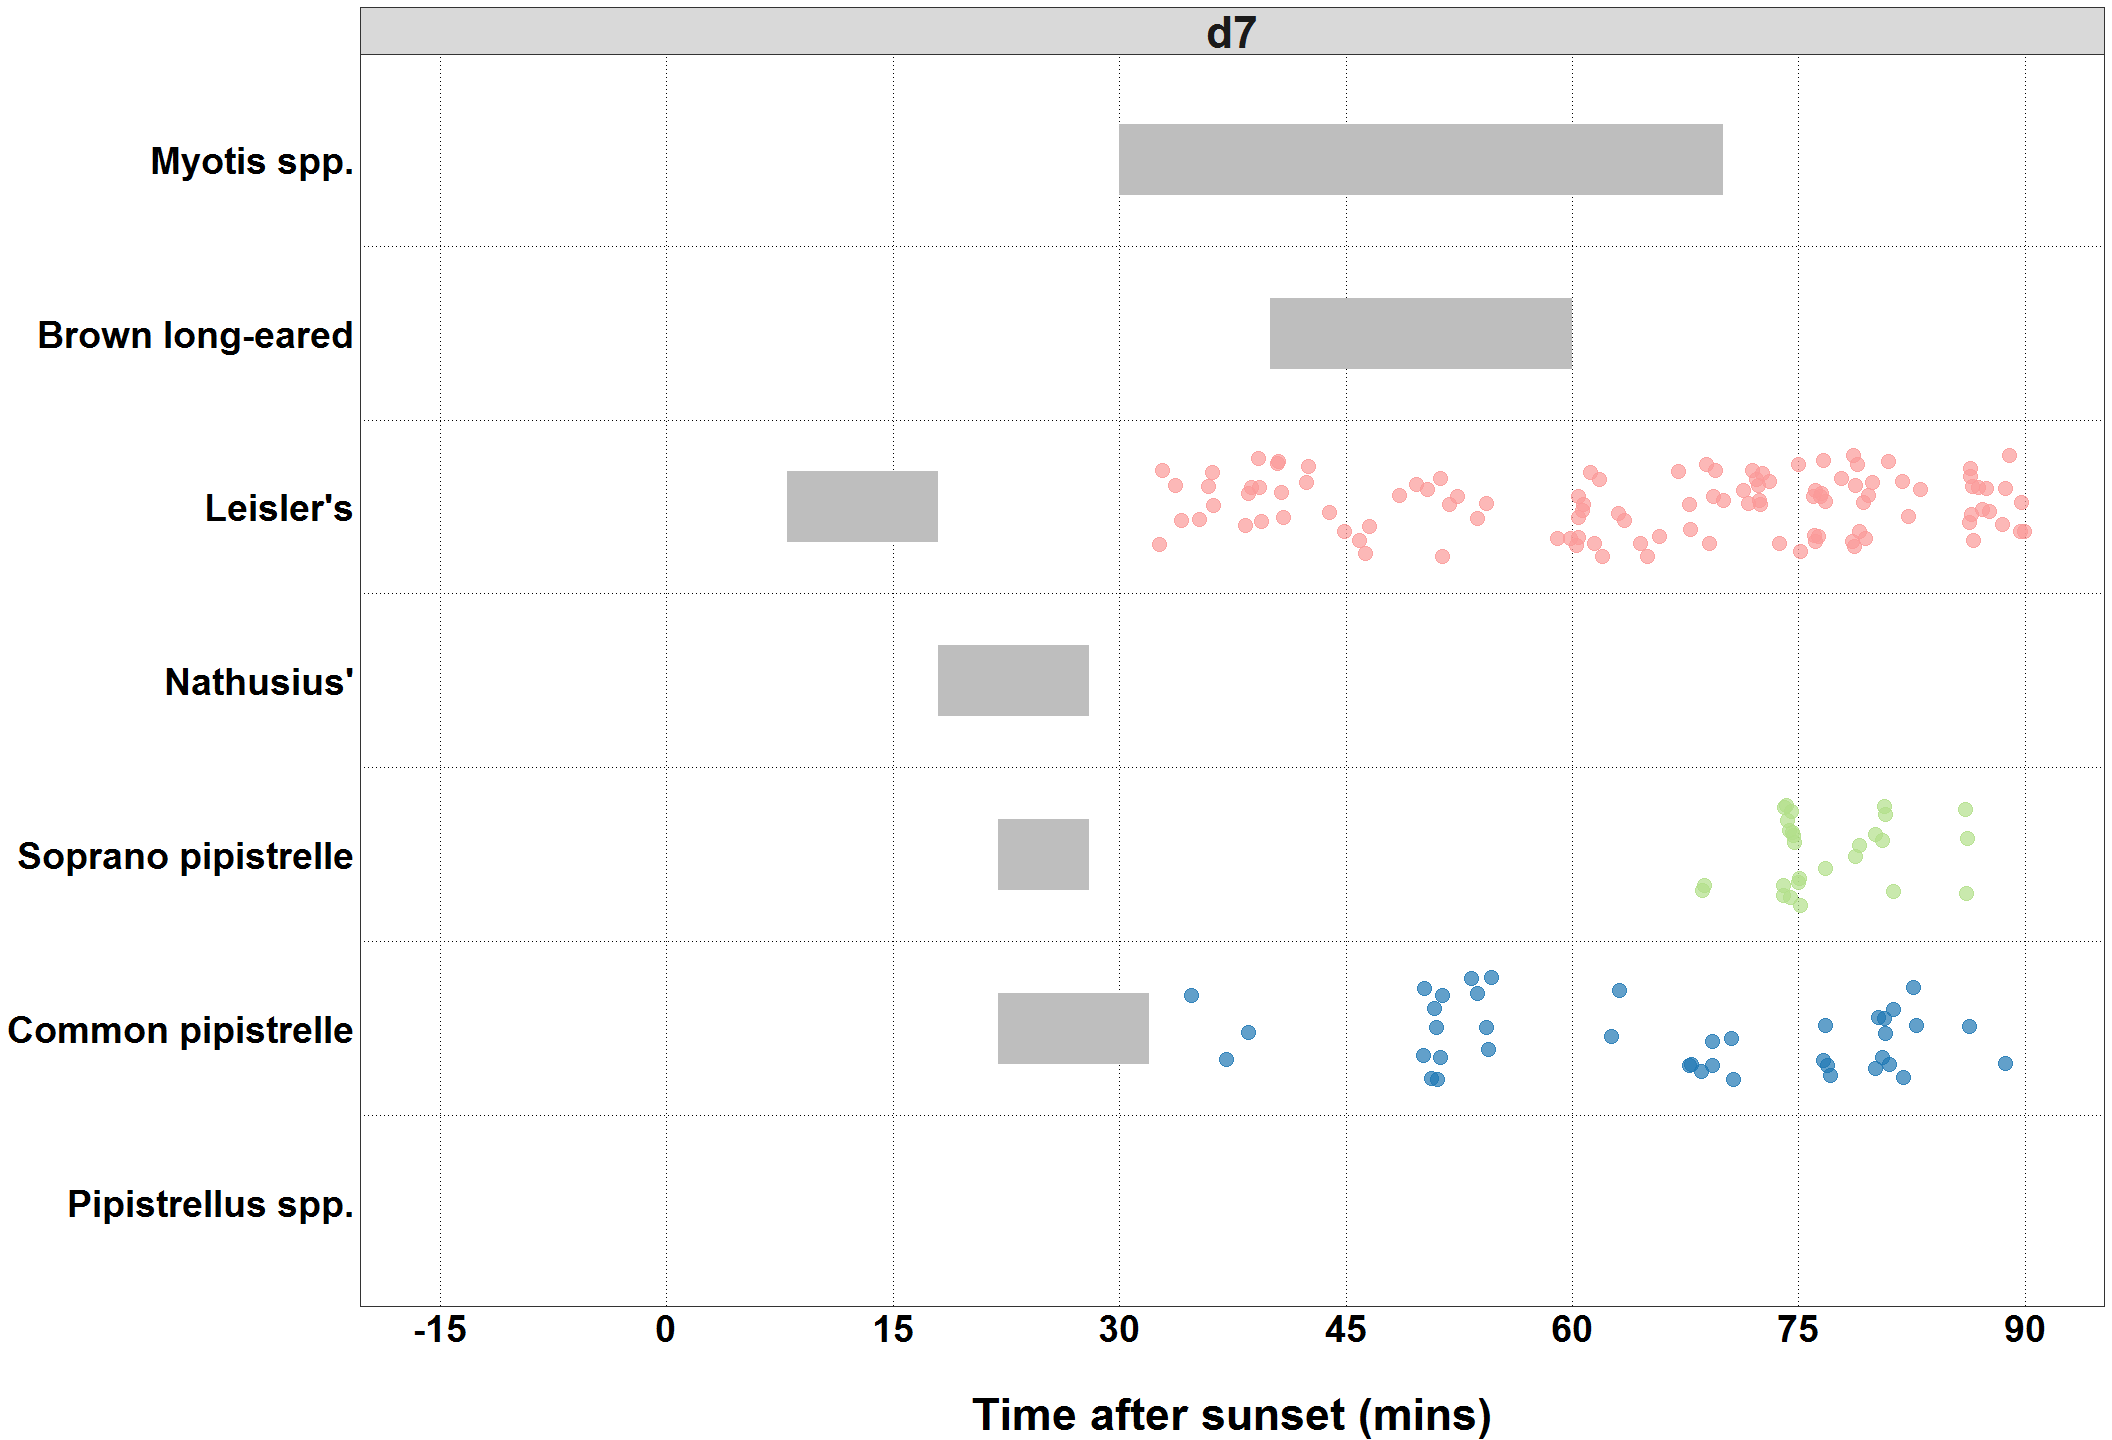 d7
Myotis spp.
Brown long-eared
Leisler's
Nathusius'
Soprano pipistrelle
Common pipistrelle
Pipistrellus spp.
-15 0 15 30 45 60 75 90
Time after sunset (mins)